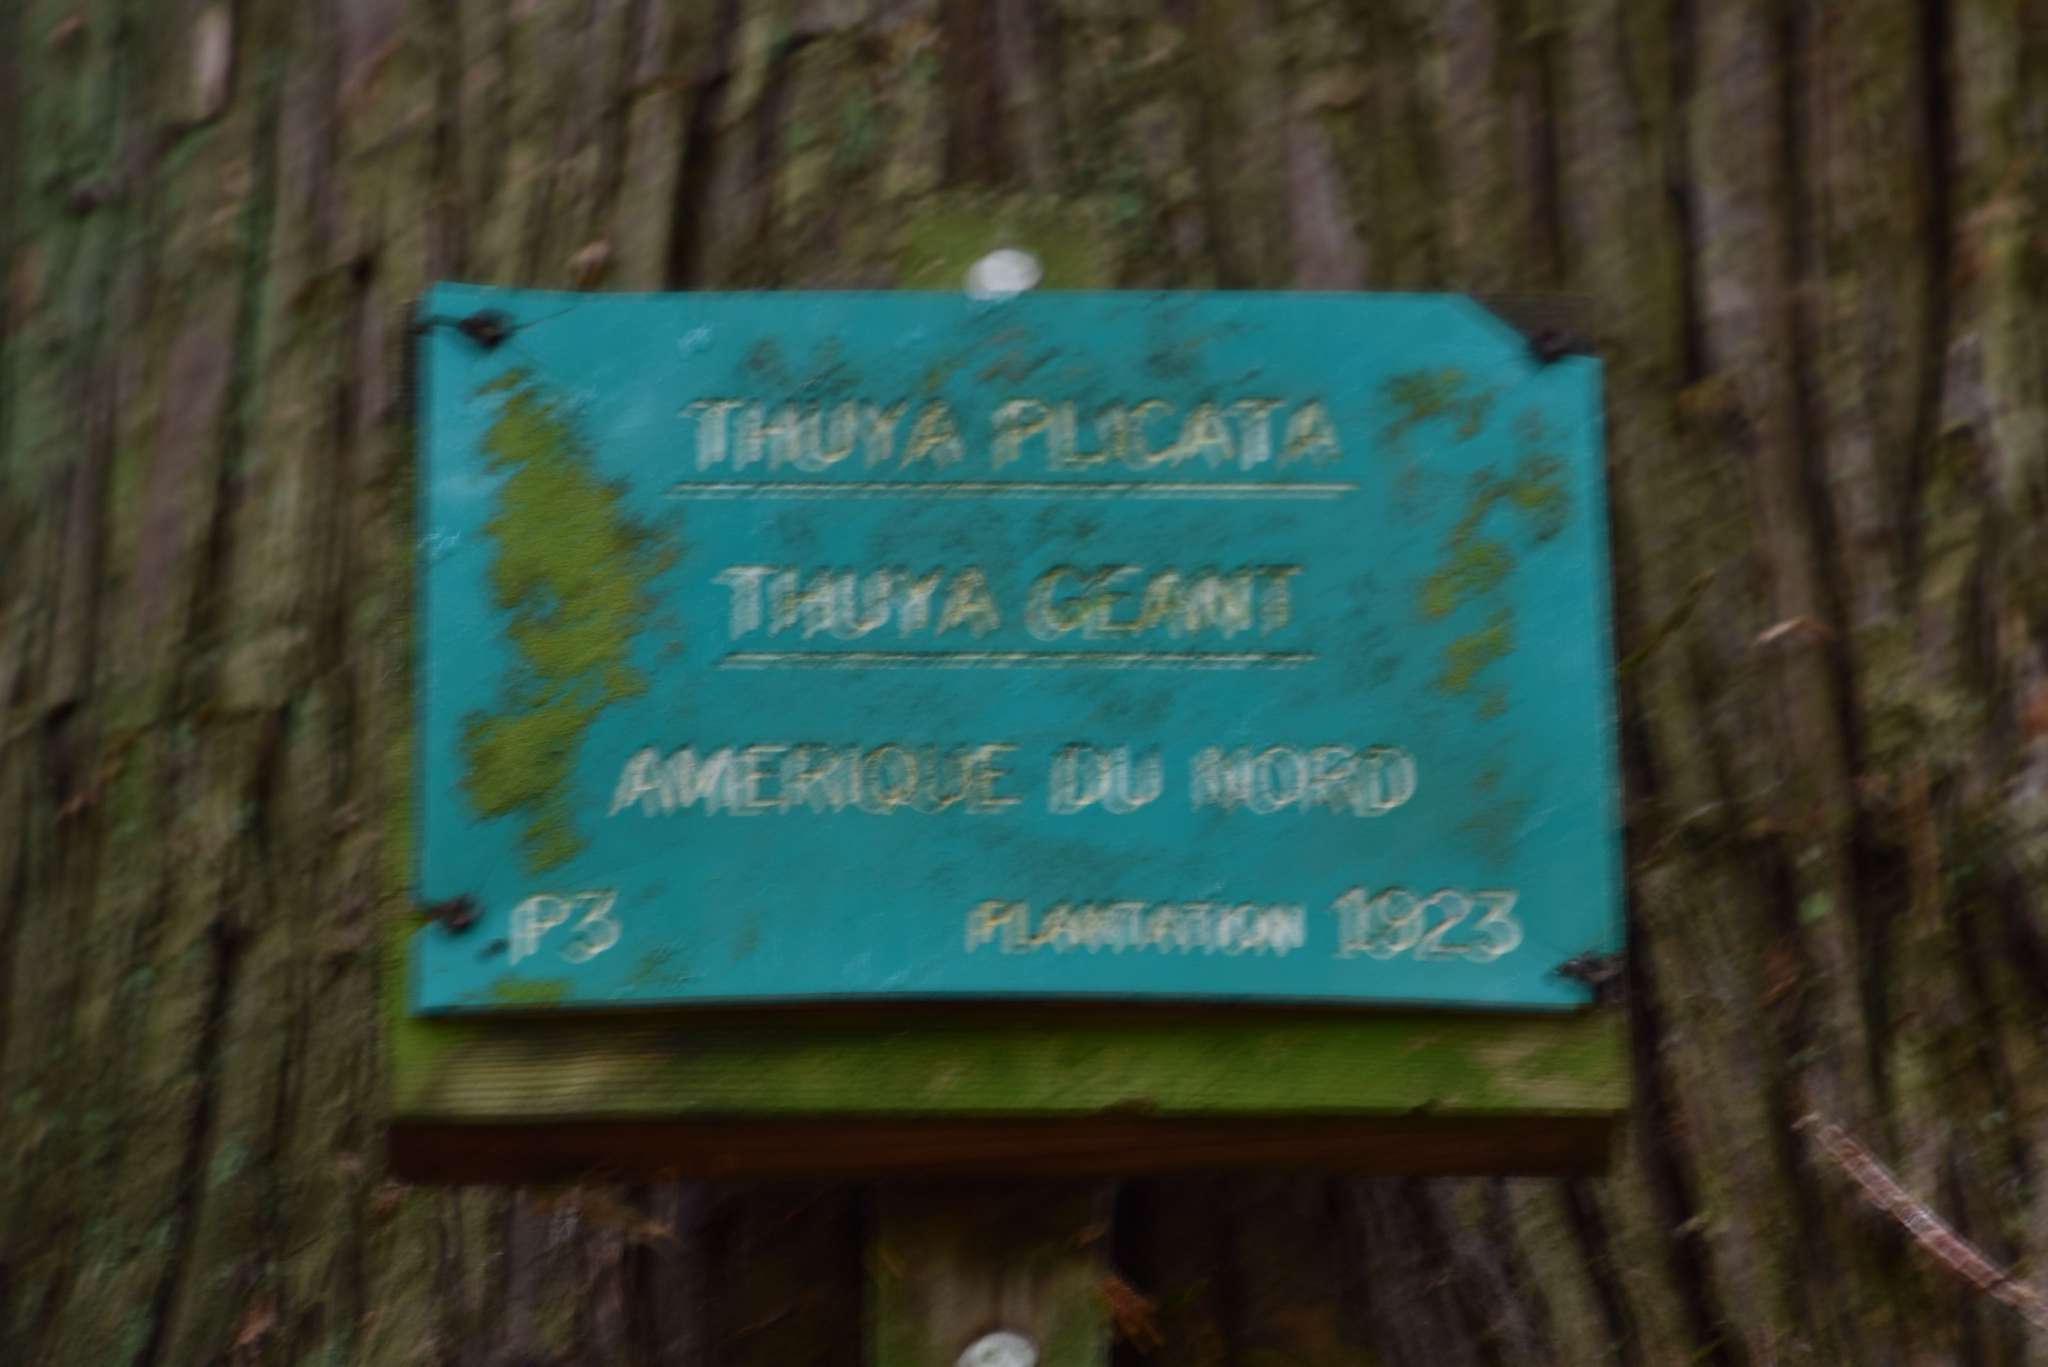 THUYA PLICATA
THUYA GEANT
AMERIQUE DU NORD
P3 PLANTATION 1923